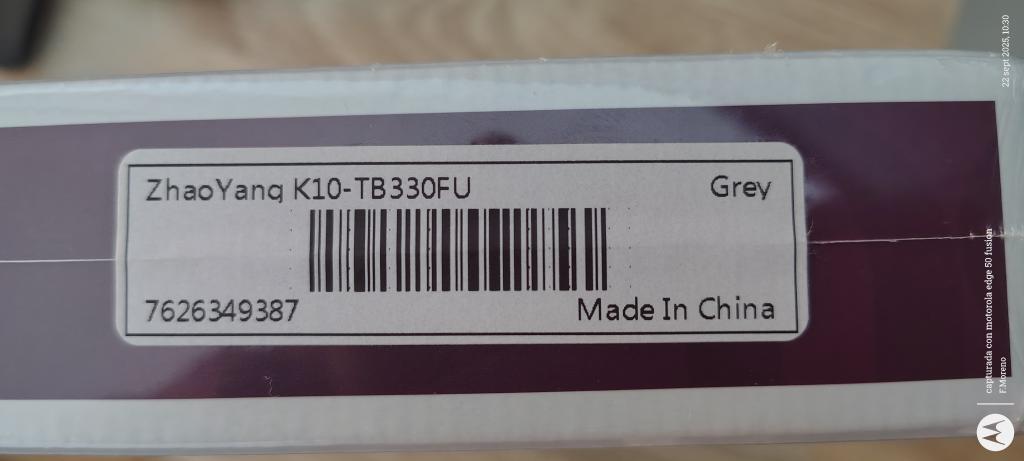 ZhaoYang K10-TB330FU
Grey
7626349387
Made In China
22 sept 2025, 10:30
capturada con motorola edge 50 fusion
F.Moreno